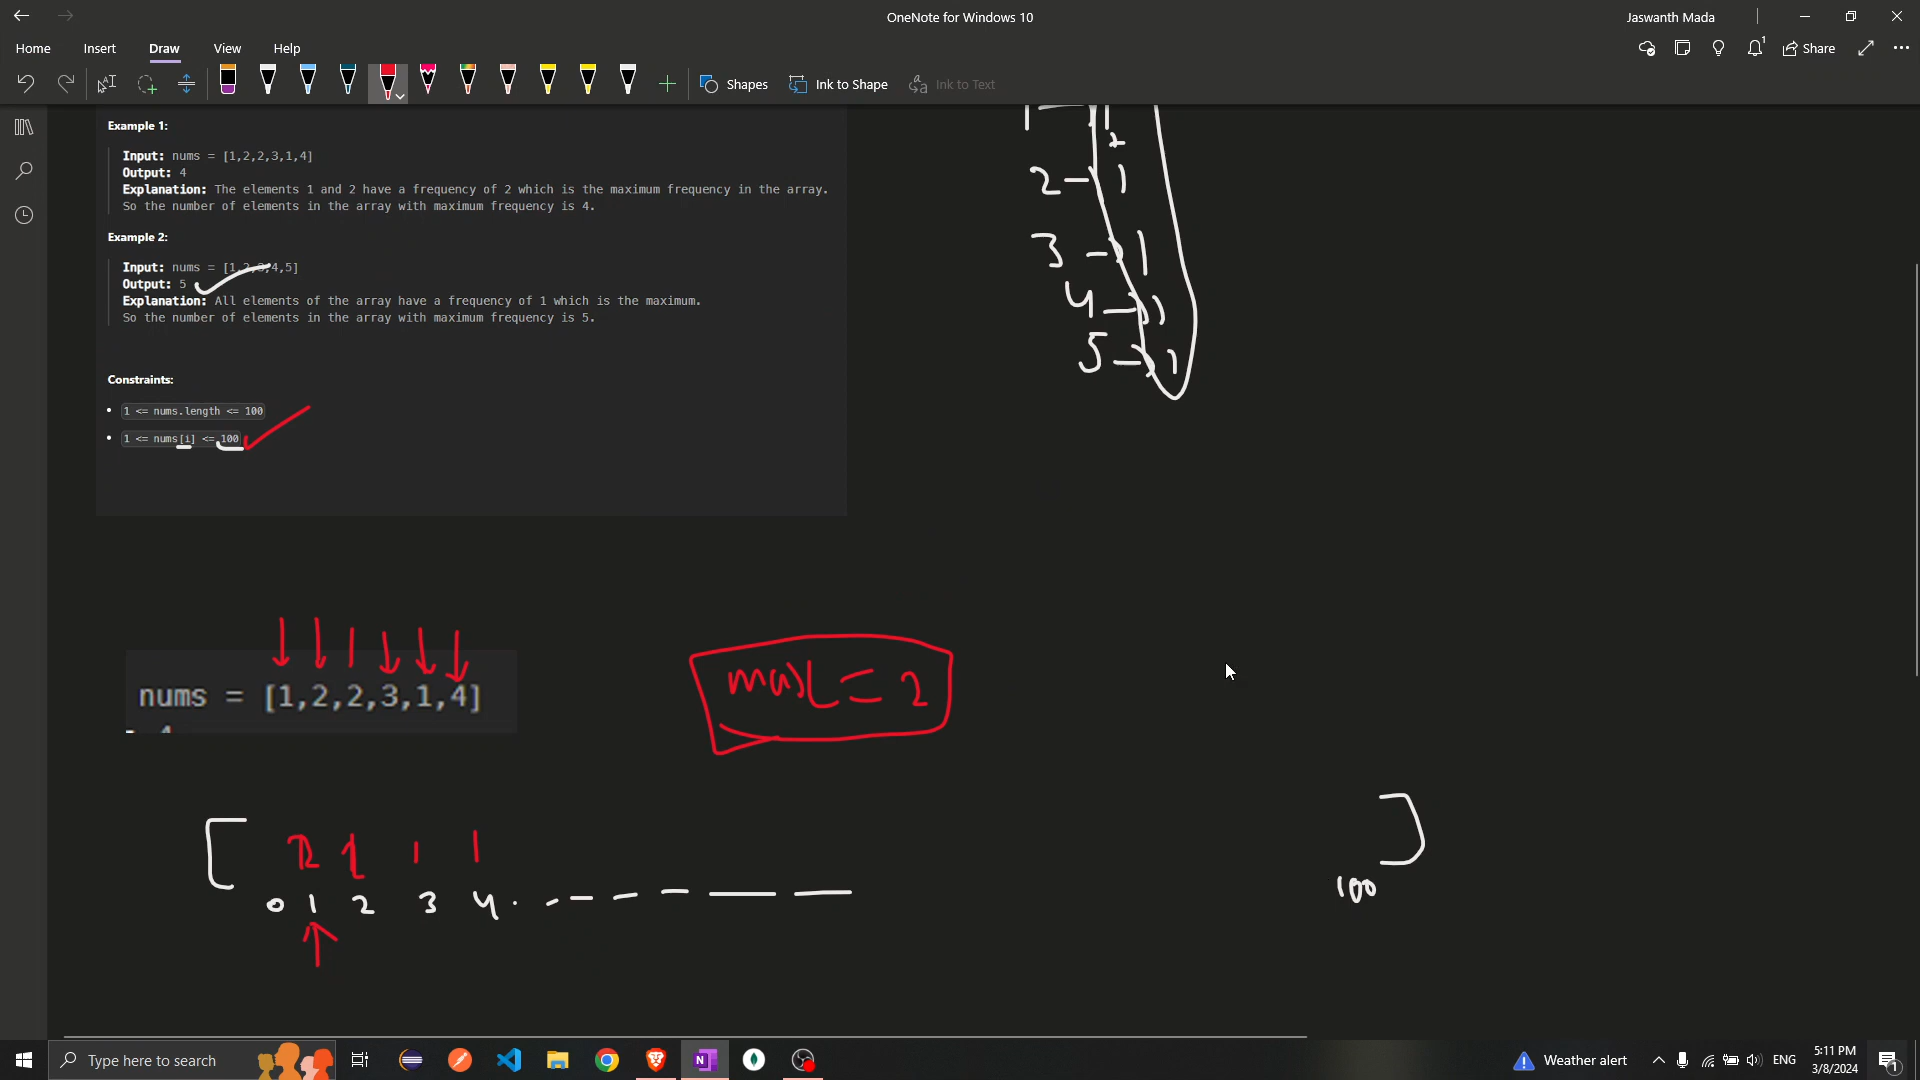 OneNote for Windows 10
Jaswanth Mada
Home Insert Draw View Help
1
Share
Shapes
Ink to Shape
Ink to Text
Example 1:
Input: nums = [1,2,2,3,1,4]
Output: 4
Explanation: The elements 1 and 2 have a frequency of 2 which is the maximum frequency in the array.
So the number of elements in the array with maximum frequency is 4.
Example 2:
Input: nums = [1,2,3,4,5]
Output: 5
Explanation: All elements of the array have a frequency of 1 which is the maximum.
So the number of elements in the array with maximum frequency is 5.
Constraints:
1 <= nums.length <= 100
1 <= nums[i] <= 100
2
2 → 1
3 → 1
4 → 1
5 → 1
nums = [1,2,2,3,1,4]
max = 2
[ 2 1 1 ]
0 1 2 3 4 . 100
Type here to search
Weather alert
ENG
5:11 PM
3/8/2024
1